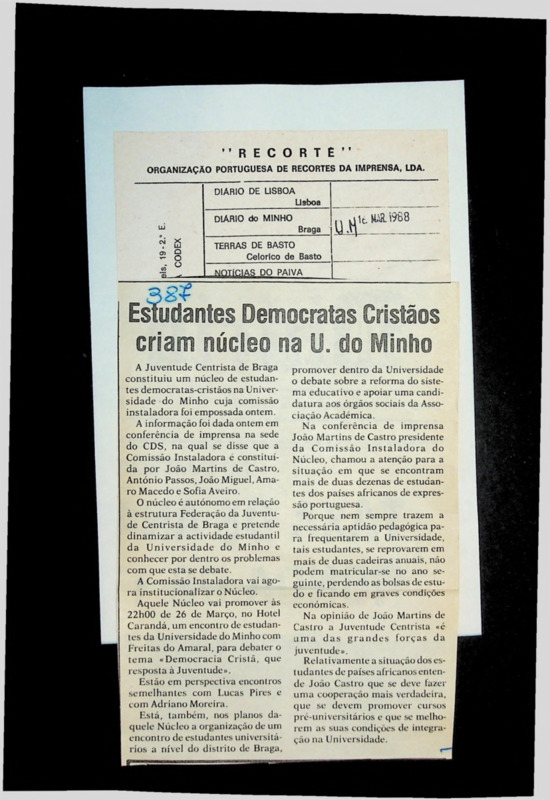 "RECORTE"
ORGANIZAÇÃO PORTUGUESA DE RECORTES DA IMPRENSA, LDA.
19-2.º E.
CODEX
DIÁRIO DE LISBOA
Lisboa
DIÁRIO do MINHO
Braga
U.M
MAR. 1988
TERRAS DE BASTO
Celorico de Basto
NOTÍCIAS DO PAIVA
387
Estudantes Democratas Cristãos
criam núcleo na U. do Minho
A Juventude Centrista de Braga
constituiu um núcleo de estudan-
tes democratas-cristãos na Univer-
sidade do Minho cuja comissão
instaladora foi empossada ontem.
A informação foi dada ontem em
conferência de imprensa na sede
do CDS, na qual se disse que a
Comissão Instaladora é constituí-
da por João Martins de Castro,
António Passos, João Miguel, Ama-
ro Macedo e Sofia Aveiro.
O núcleo é autónomo em relação
à estrutura Federação da Juventu-
de Centrista de Braga e pretende
dinamizar a actividade estudantil
da Universidade do Minho e
conhecer por dentro os problemas
com que esta se debate.
A Comissão Instaladora vai ago-
ra institucionalizar o Núcleo.
Aquele Núcleo vai promover às
22h00 de 26 de Março, no Hotel
Carandá, um encontro de estudan-
tes da Universidade do Minho com
Freitas do Amaral, para debater o
tema «Democracia Cristã, que
resposta à Juventude».
Estão em perspectiva encontros
semelhantes com Lucas Pires e
com Adriano Moreira.
Está, também, nos planos da-
quele Núcleo a organização de um
encontro de estudantes universitá-
rios a nível do distrito de Braga,
promover dentro da Universidade
o debate sobre a reforma do siste-
ma educativo e apoiar uma candi-
datura aos órgãos sociais da Asso-
ciação Académica.
Na conferência de imprensa
João Martins de Castro presidente
da Comissão Instaladora do
Núcleo, chamou a atenção para a
situação em que se encontram
mais de duas dezenas de estudantes
dos países africanos de expres-
são portuguesa.
Porque nem sempre trazem a
necessária aptidão pedagógica pa-
ra frequentarem a Universidade,
tais estudantes, se reprovarem em
mais de duas cadeiras anuais, não
podem matricular-se no ano se-
guinte, perdendo as bolsas de estu-
do e ficando em graves condições
económicas.
Na opinião de João Martins de
Castro a Juventude Centrista «é
uma das grandes forças da
juventude».
Relativamente a situação dos es-
tudantes de países africanos enten-
de João Castro que se deve fazer
uma cooperação mais verdadeira,
que se devem promover cursos
pré-universitários e que se melho-
rem as suas condições de integra-
ção na Universidade.